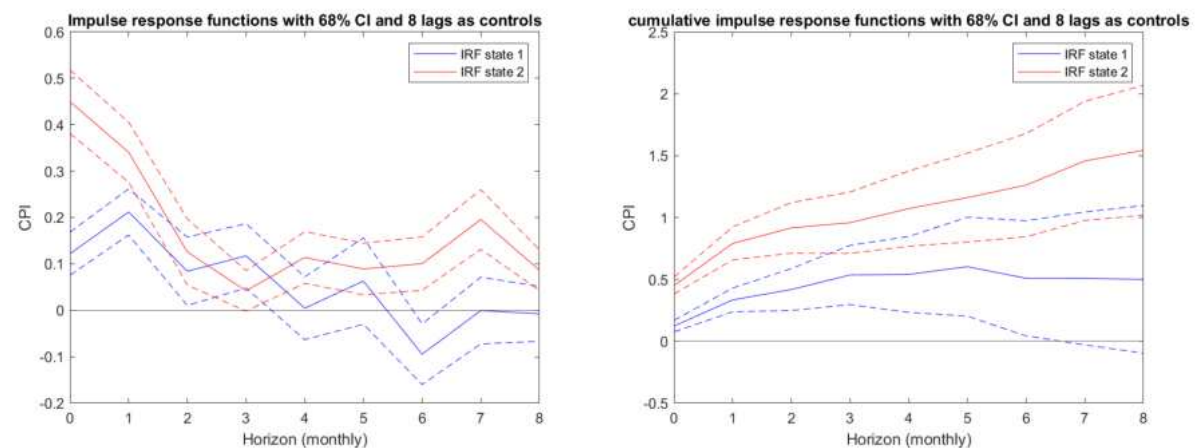 Impulse response functions with 68% CI and 8 lags as controls
0.6
0.5
0.4
0.3
0.2
0.1
0
-0.1
-0.2
CPI
IRF state 1
IRF state 2
0 1 2 3 4 5 6 7 8
Horizon (monthly)
cumulative impulse response functions with 68% CI and 8 lags as controls
2.5
2
1.5
1
0.5
0
-0.5
CPI
IRF state 1
IRF state 2
0 1 2 3 4 5 6 7 8
Horizon (monthly)